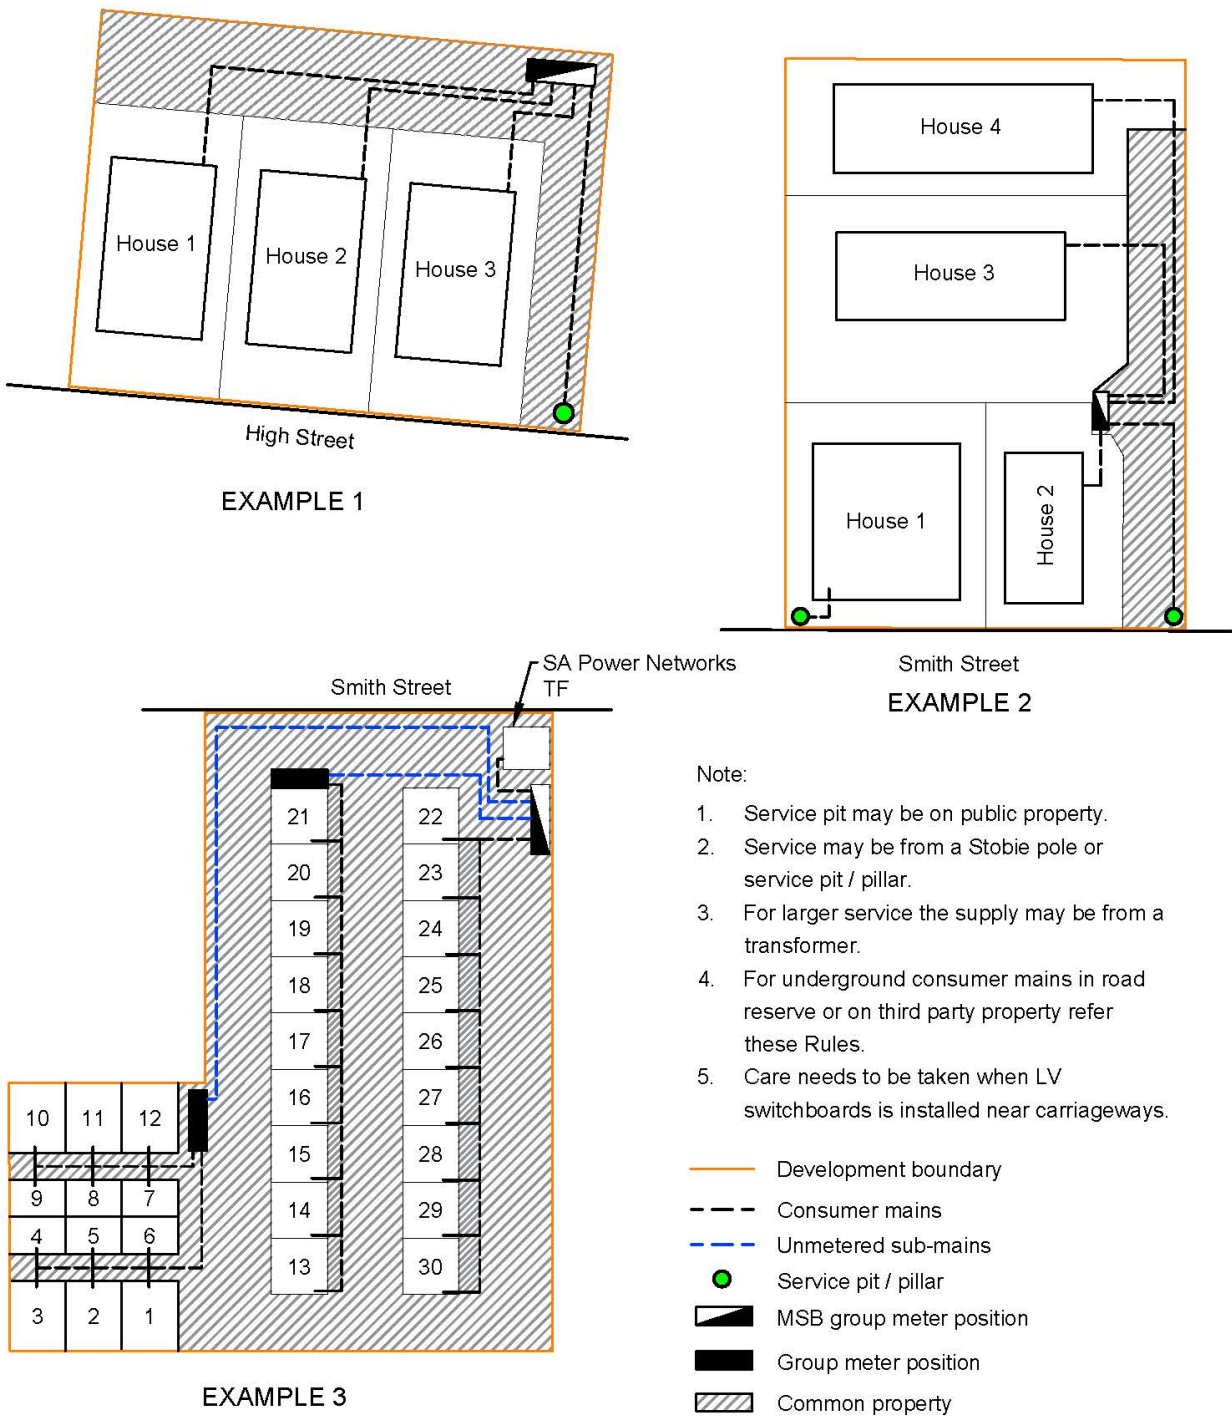 House 1
House 2
House 3
High Street
EXAMPLE 1
House 4
House 3
House 1
House 2
Smith Street
EXAMPLE 2
SA Power Networks
TF
Smith Street
21
22
20
23
19
24
18
25
17
26
16
27
15
28
14
29
13
30
10 11 12
9 8 7
4 5 6
3 2 1
EXAMPLE 3
Note:
1. Service pit may be on public property.
2. Service may be from a Stobie pole or
service pit / pillar.
3. For larger service the supply may be from a
transformer.
4. For underground consumer mains in road
reserve or on third party property refer
these Rules.
5. Care needs to be taken when LV
switchboards is installed near carriageways.
Development boundary
Consumer mains
Unmetered sub-mains
Service pit / pillar
MSB group meter position
Group meter position
Common property